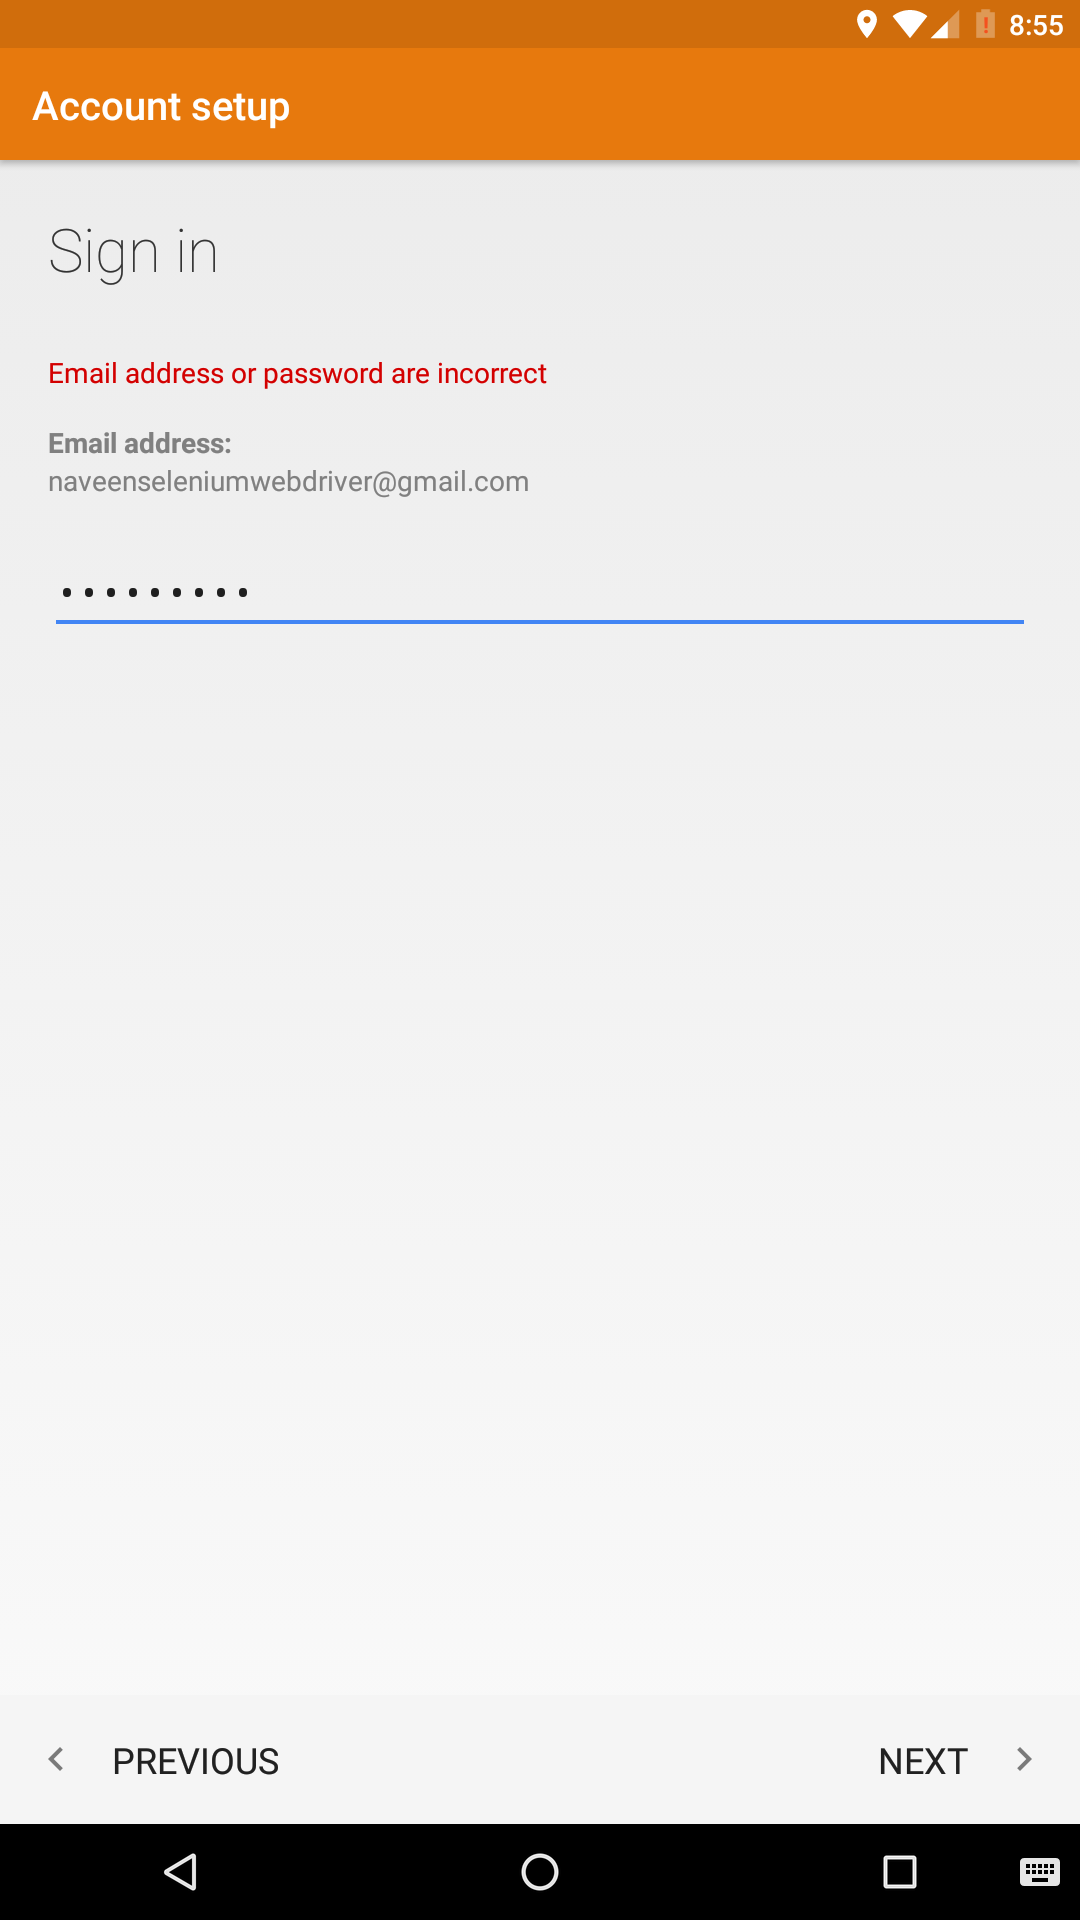 8:55
Account setup
Sign in
Email address or password are incorrect
Email address:
naveenseleniumwebdriver@gmail.com
•••••••••
PREVIOUS
NEXT